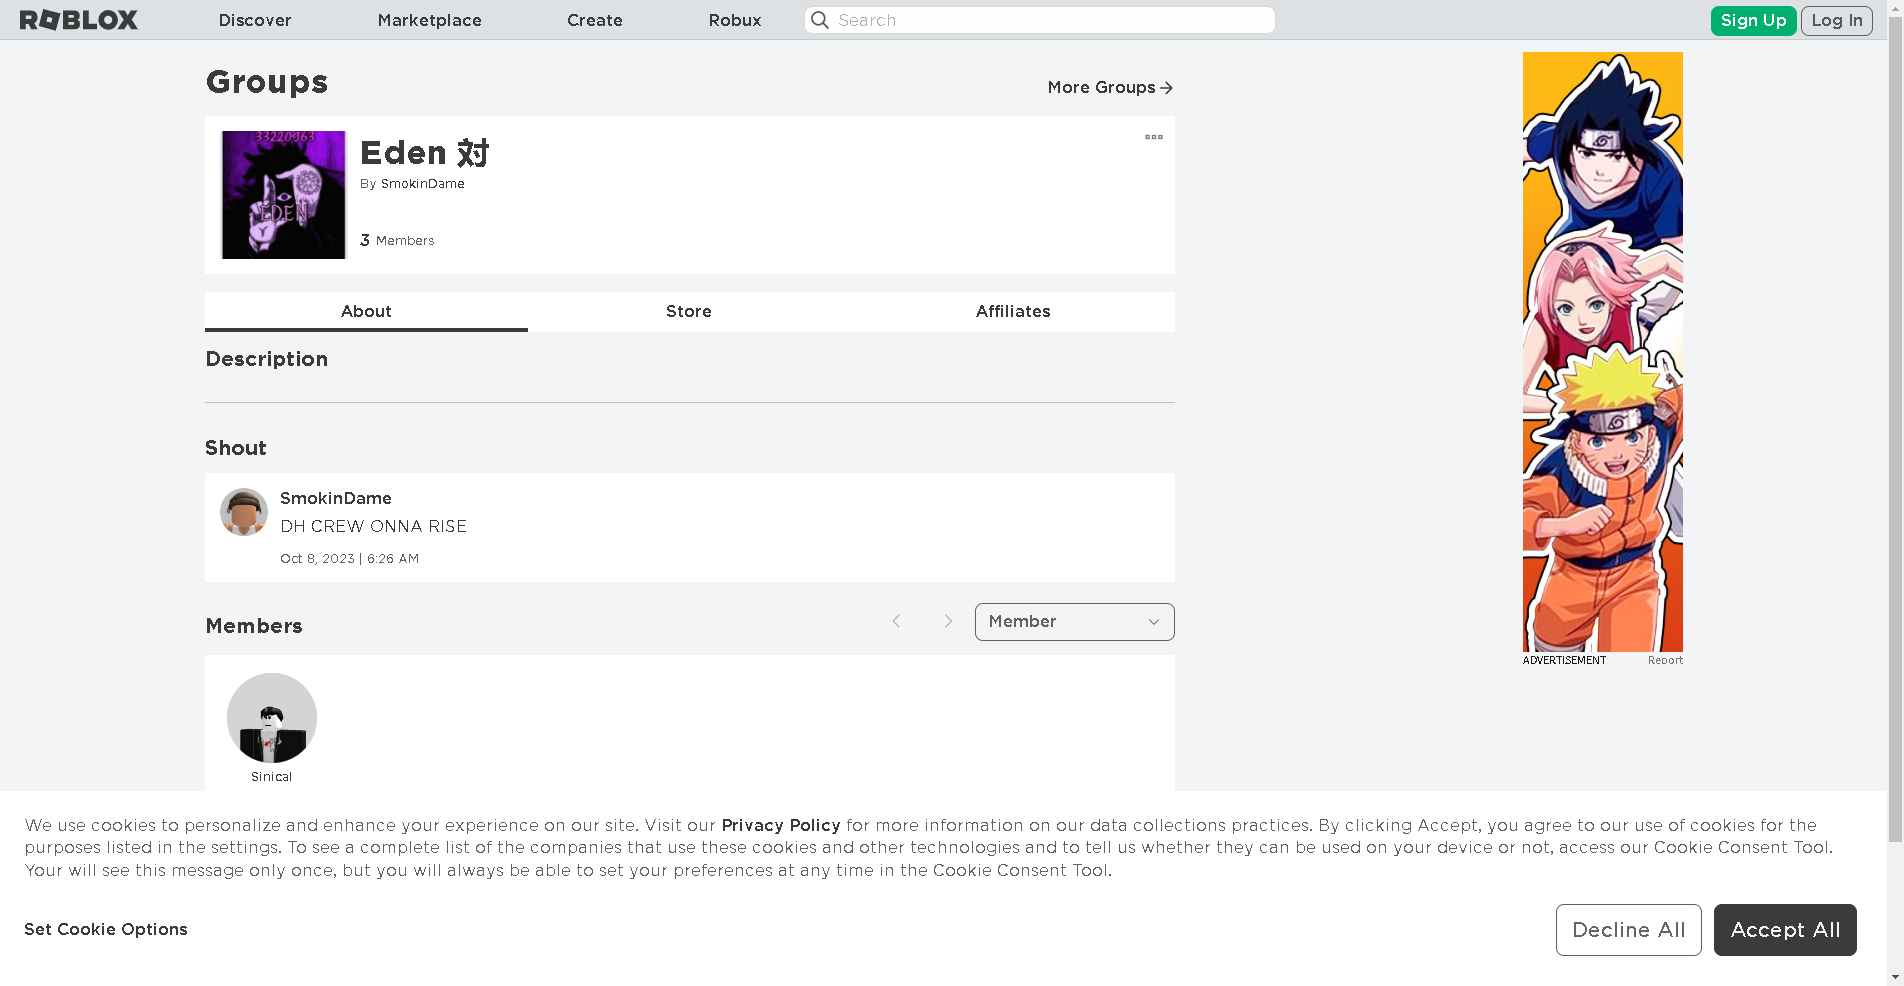 ROBLOX
Discover
Marketplace
Create
Robux
Search
Sign Up
Log In
Groups
More Groups
33220963
EDEN
Eden 対
By SmokinDame
3 Members
About
Store
Affiliates
Description
Shout
SmokinDame
DH CREW ONNA RISE
Oct 8, 2023 | 6:26 AM
Members
Member
Sinical
ADVERTISEMENT
Report
We use cookies to personalize and enhance your experience on our site. Visit our Privacy Policy for more information on our data collections practices. By clicking Accept, you agree to our use of cookies for the
purposes listed in the settings. To see a complete list of the companies that use these cookies and other technologies and to tell us whether they can be used on your device or not, access our Cookie Consent Tool.
Your will see this message only once, but you will always be able to set your preferences at any time in the Cookie Consent Tool.
Set Cookie Options
Decline All
Accept All